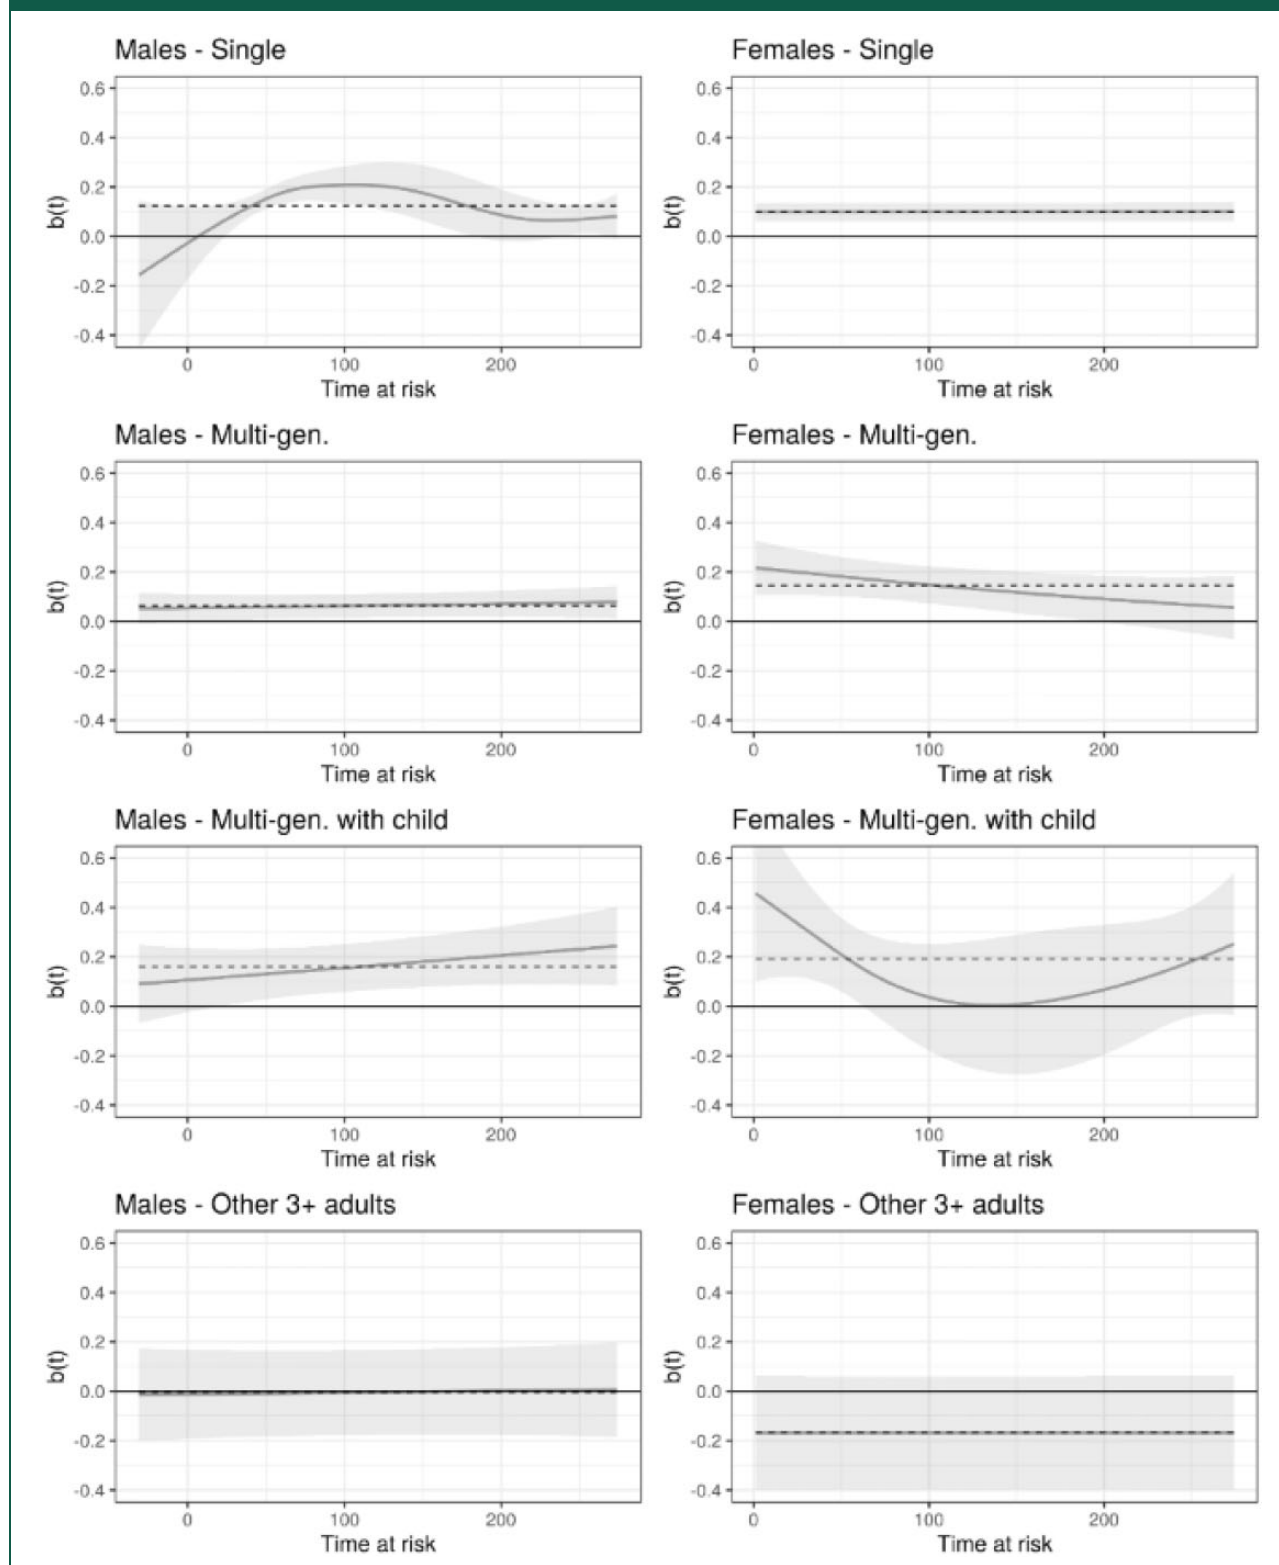 Males - Single
0.6
0.4
0.2
0.0
-0.2
-0.4
b(t)
0 100 200
Time at risk
Females - Single
0.6
0.4
0.2
0.0
-0.2
-0.4
b(t)
0 100 200
Time at risk
Males - Multi-gen.
0.6
0.4
0.2
0.0
-0.2
-0.4
b(t)
0 100 200
Time at risk
Females - Multi-gen.
0.6
0.4
0.2
0.0
-0.2
-0.4
b(t)
0 100 200
Time at risk
Males - Multi-gen. with child
0.6
0.4
0.2
0.0
-0.2
-0.4
b(t)
0 100 200
Time at risk
Females - Multi-gen. with child
0.6
0.4
0.2
0.0
-0.2
-0.4
b(t)
0 100 200
Time at risk
Males - Other 3+ adults
0.6
0.4
0.2
0.0
-0.2
-0.4
b(t)
0 100 200
Time at risk
Females - Other 3+ adults
0.6
0.4
0.2
0.0
-0.2
-0.4
b(t)
0 100 200
Time at risk